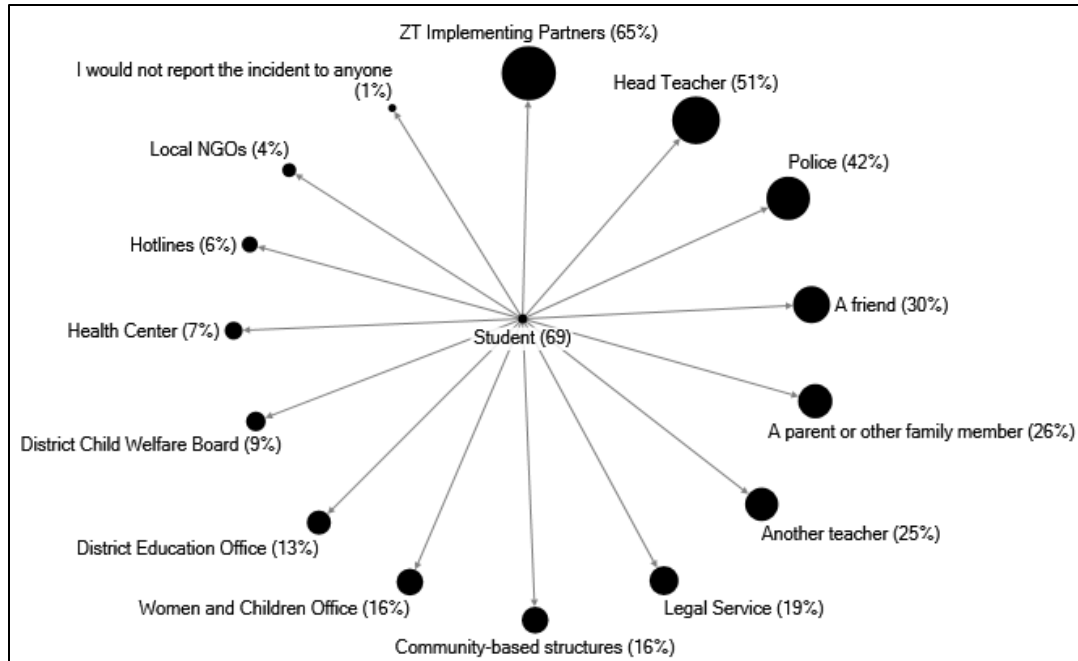 ZT Implementing Partners (65%)
I would not report the incident to anyone
(1%)
Head Teacher (51%)
Local NGOs (4%)
Police (42%)
Hotlines (6%)
A friend (30%)
Health Center (7%)
Student (69)
A parent or other family member (26%)
District Child Welfare Board (9%)
Another teacher (25%)
District Education Office (13%)
Women and Children Office (16%)
Legal Service (19%)
Community-based structures (16%)